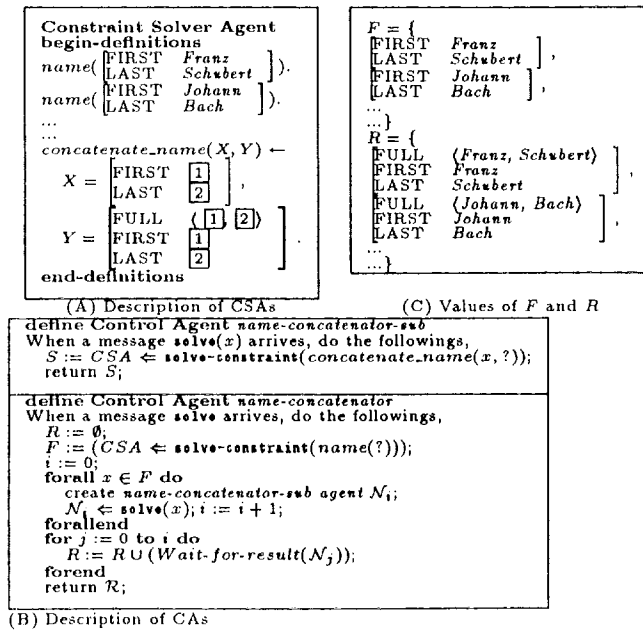 Constraint Solver Agent
begin-definitions
name( [FIRST Franz
LAST Schubert] ).
name( [FIRST Johann
LAST Bach] ).
...
...
concatenate_name(X, Y) ←
X = [FIRST 1
LAST 2] ,
Y = [FULL ⟨ 1, 2 ⟩
FIRST 1
LAST 2] .
end-definitions
(A) Description of CSAs
F = {
[FIRST Franz
LAST Schubert] ,
[FIRST Johann
LAST Bach] ,
...
...}
R = {
[FULL ⟨Franz, Schubert⟩
FIRST Franz
LAST Schubert] ,
[FULL ⟨Johann, Bach⟩
FIRST Johann
LAST Bach] ,
...
...}
(C) Values of F and R
define Control Agent name-concatenator-sub
When a message solve(x) arrives, do the followings,
S := CSA ⇐ solve-constraint(concatenate_name(x, ?));
return S;
define Control Agent name-concatenator
When a message solve arrives, do the followings,
R := ∅;
F := (CSA ⇐ solve-constraint(name(?)));
i := 0;
forall x ∈ F do
create name-concatenator-sub agent 𝒩i;
𝒩i ⇐ solve(x); i := i + 1;
forallend
for j := 0 to i do
R := R ∪ (Wait-for-result(𝒩j));
forend
return ℛ;
(B) Description of CAs